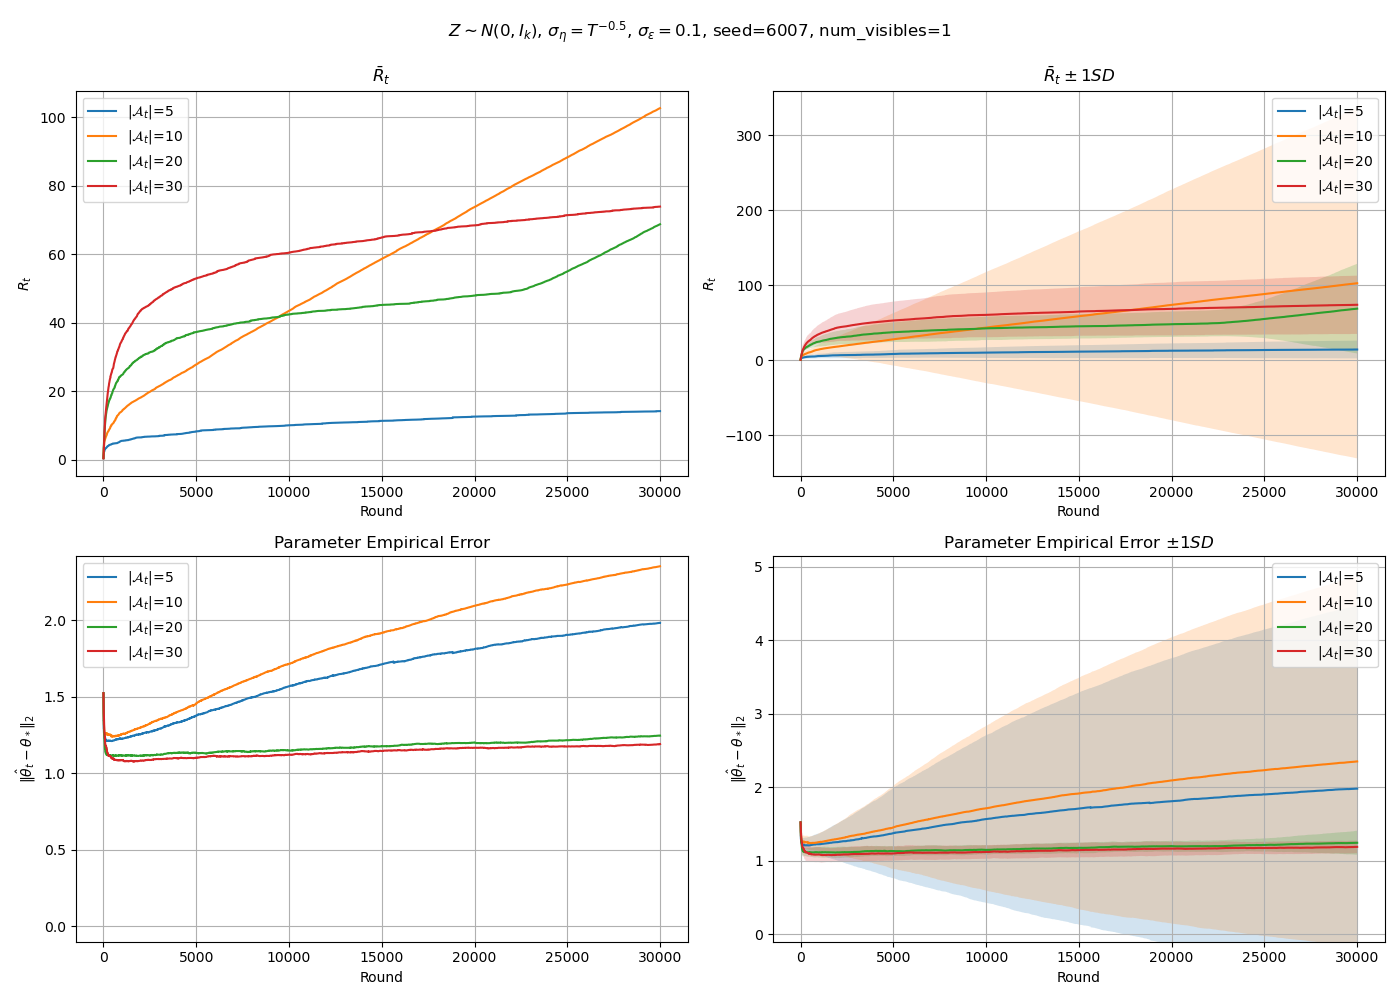 Z ∼ N(0, I_k), σ_η = T^{−0.5}, σ_ε = 0.1, seed=6007, num_visibles=1
R̄_t
R_t
100
80
60
40
20
0
|𝒜_t|=5
|𝒜_t|=10
|𝒜_t|=20
|𝒜_t|=30
0 5000 10000 15000 20000 25000 30000
Round
R̄_t ± 1SD
R_t
300
200
100
0
−100
|𝒜_t|=5
|𝒜_t|=10
|𝒜_t|=20
|𝒜_t|=30
0 5000 10000 15000 20000 25000 30000
Round
Parameter Empirical Error
‖θ̂_t − θ_*‖_2
2.0
1.5
1.0
0.5
0.0
|𝒜_t|=5
|𝒜_t|=10
|𝒜_t|=20
|𝒜_t|=30
0 5000 10000 15000 20000 25000 30000
Round
Parameter Empirical Error ±1SD
‖θ̂_t − θ_*‖_2
5
4
3
2
1
0
|𝒜_t|=5
|𝒜_t|=10
|𝒜_t|=20
|𝒜_t|=30
0 5000 10000 15000 20000 25000 30000
Round